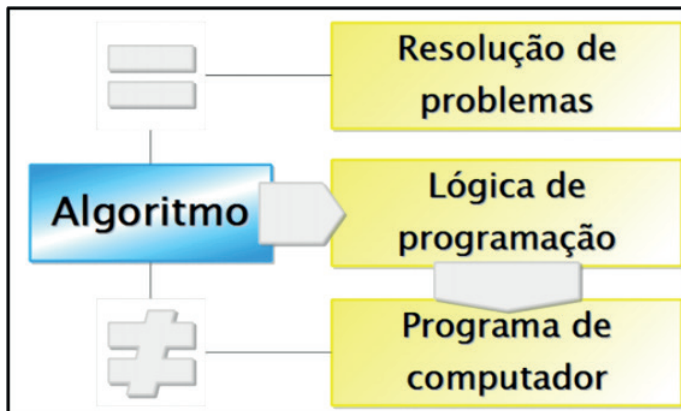 Resolução de
problemas
Algoritmo
Lógica de
programação
Programa de
computador